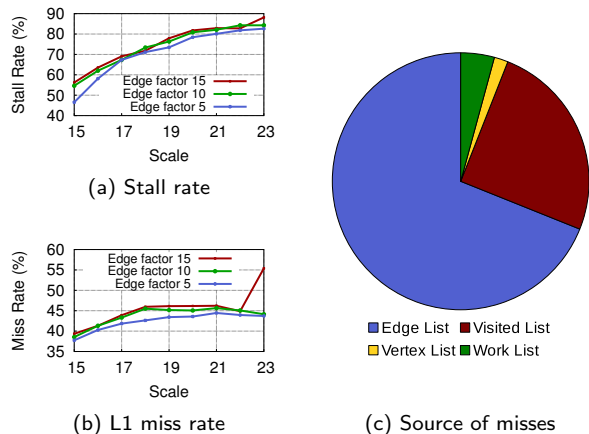 90
80
70
60
50
40
Stall Rate (%)
Edge factor 15
Edge factor 10
Edge factor 5
15 17 19 21 23
Scale
(a) Stall rate
60
55
50
45
40
35
Miss Rate (%)
Edge factor 15
Edge factor 10
Edge factor 5
15 17 19 21 23
Scale
(b) L1 miss rate
Edge List Visited List
Vertex List Work List
(c) Source of misses